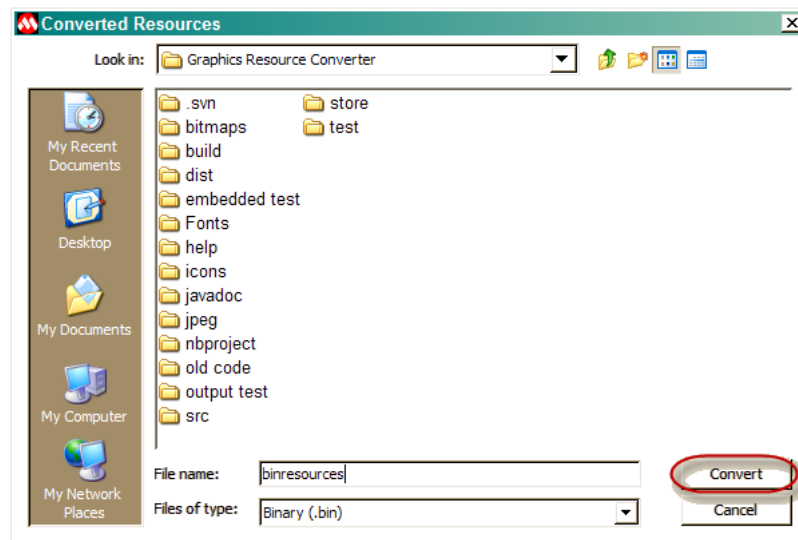 Converted Resources
Look in: Graphics Resource Converter
My Recent
Documents
Desktop
My Documents
My Computer
My Network
Places
.svn
bitmaps
build
dist
embedded test
Fonts
help
icons
javadoc
jpeg
nbproject
old code
output test
src
store
test
File name: binresources
Convert
Files of type: Binary (.bin)
Cancel